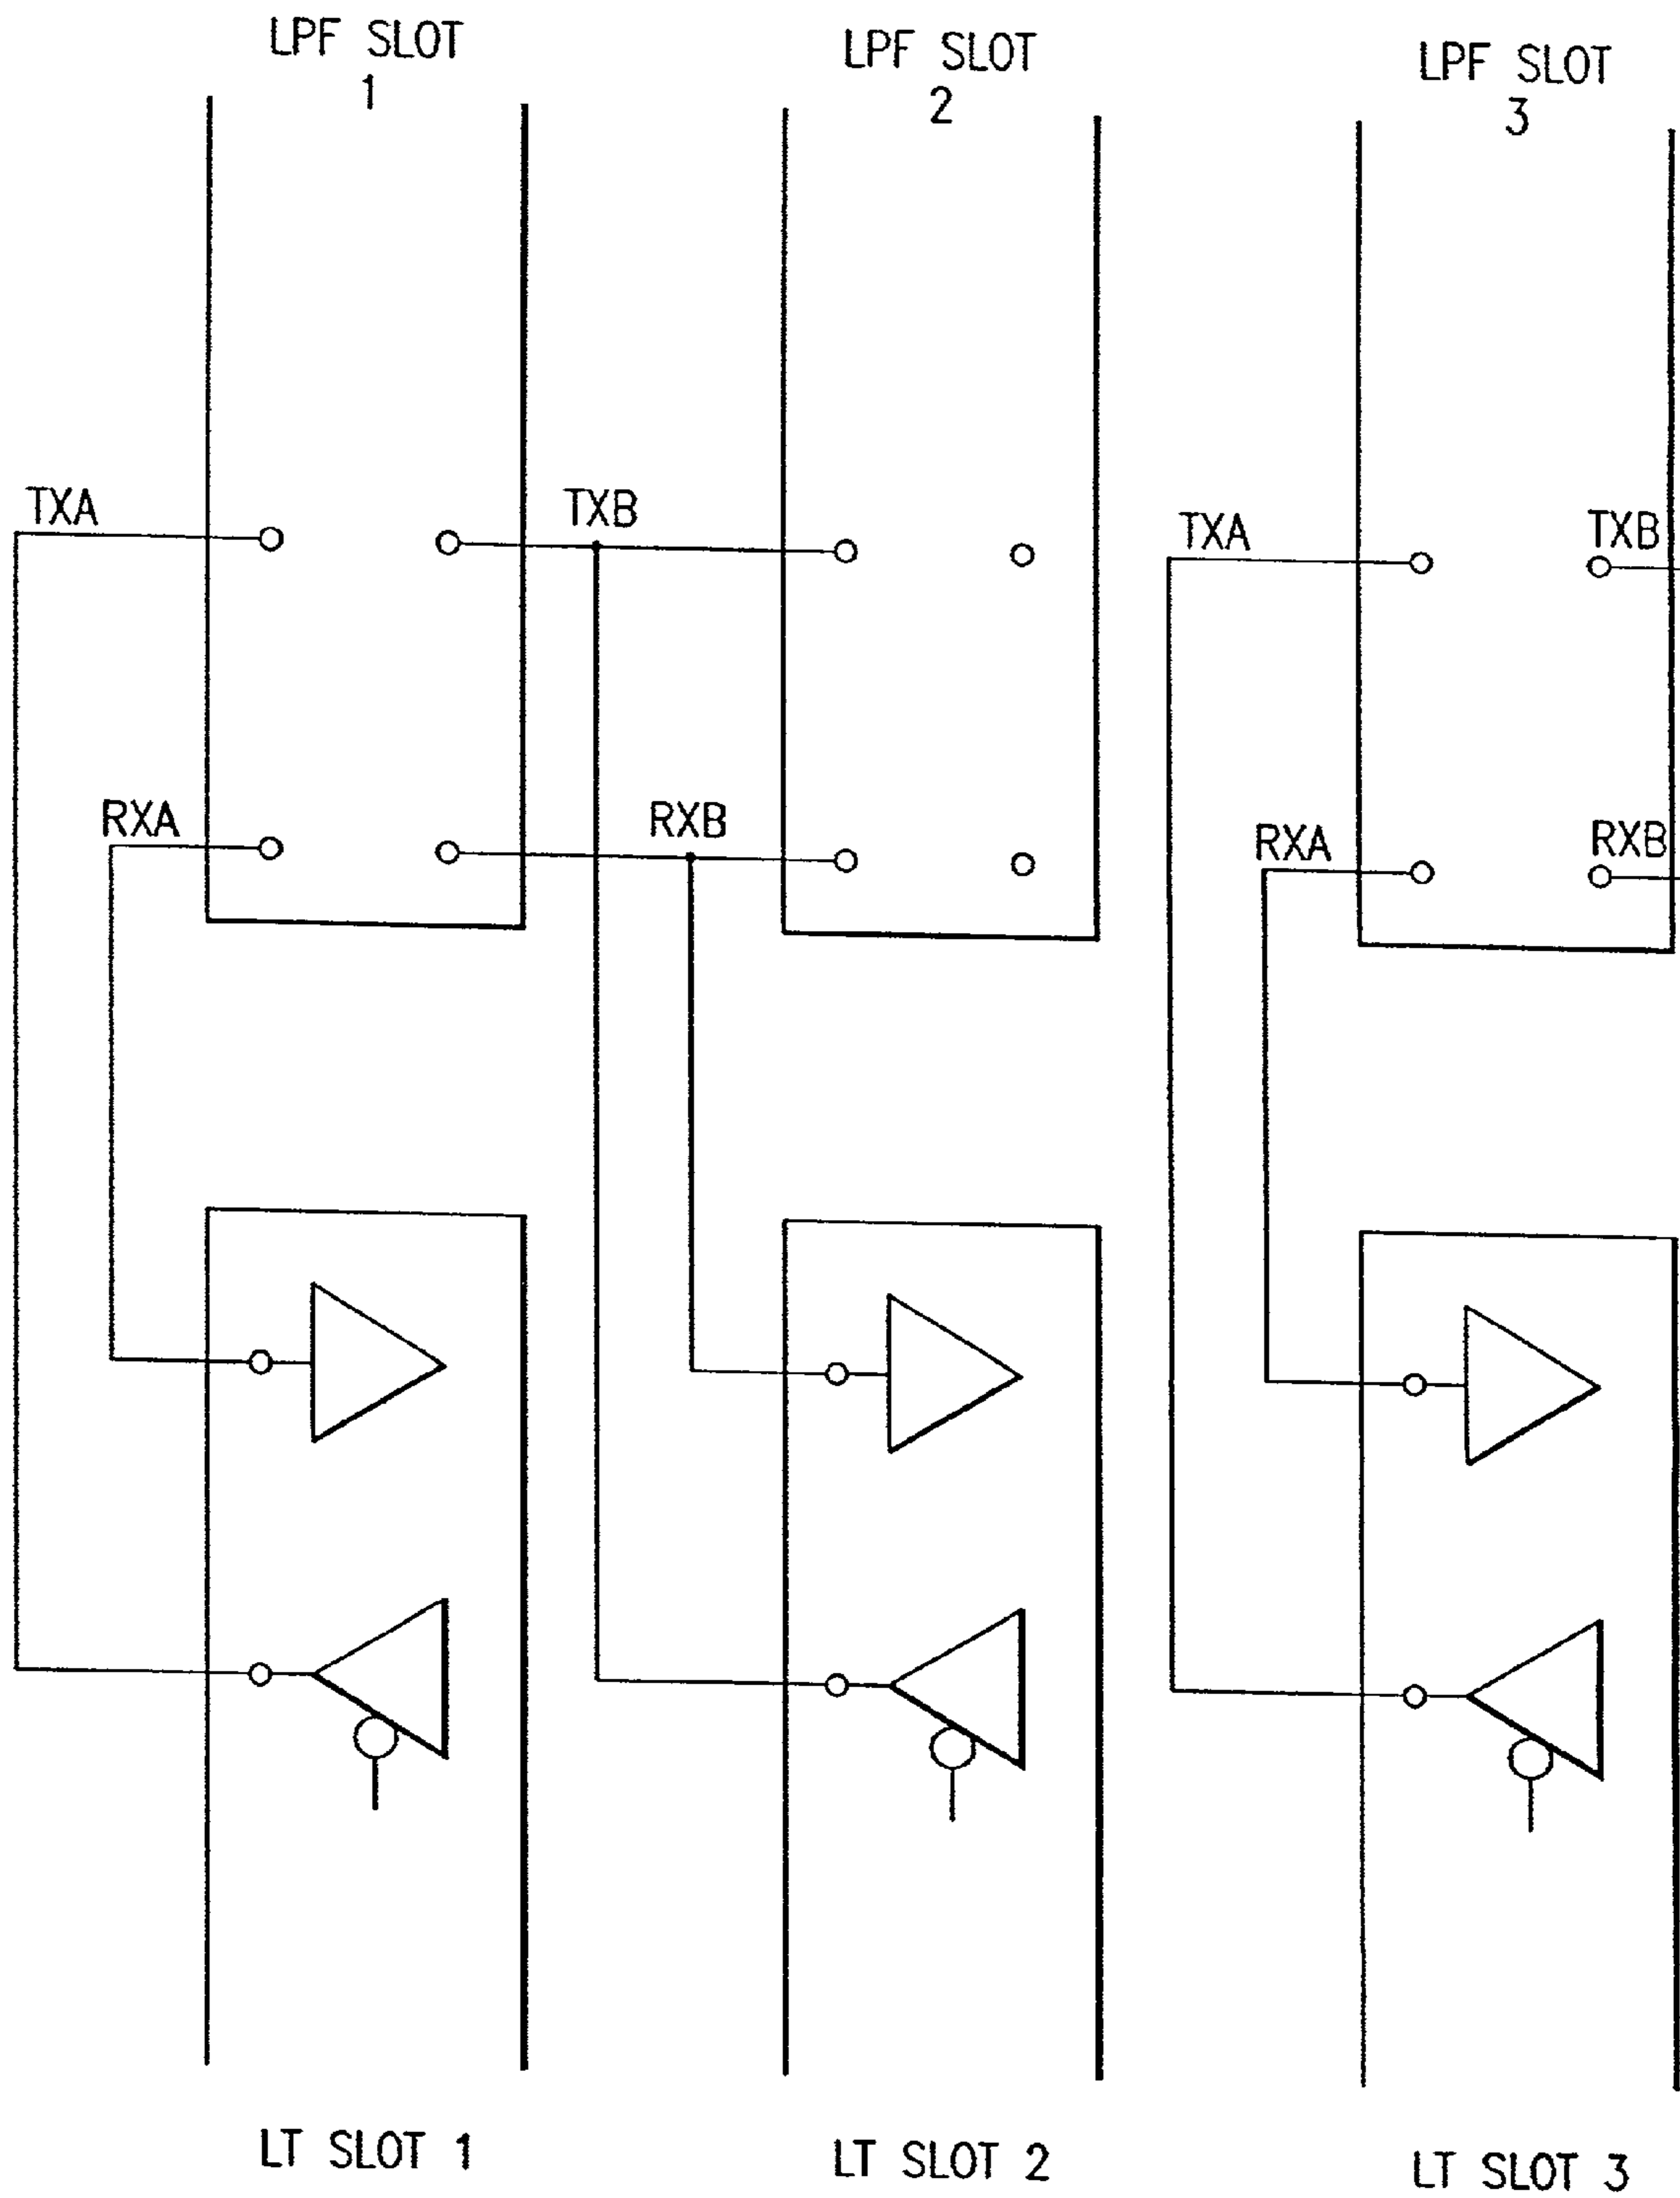 LPF SLOT
1
LPF SLOT
2
LPF SLOT
3
TXA
TXB
TXA
TXB
RXA
RXB
RXA
RXB
LT SLOT 1
LT SLOT 2
LT SLOT 3